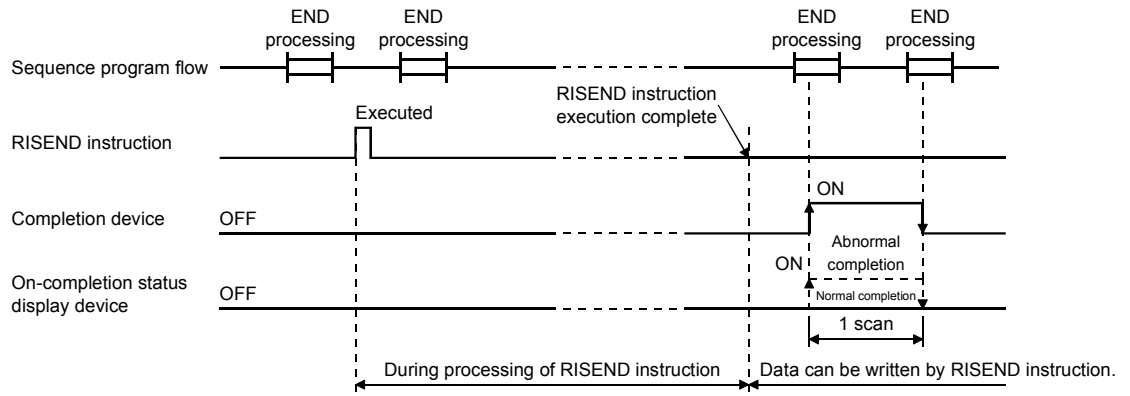 END
processing
END
processing
END
processing
END
processing
Sequence program flow
RISEND instruction
execution complete
Executed
RISEND instruction
ON
Completion device
OFF
Abnormal
completion
ON
On-completion status
display device
OFF
Normal completion
1 scan
During processing of RISEND instruction
Data can be written by RISEND instruction.